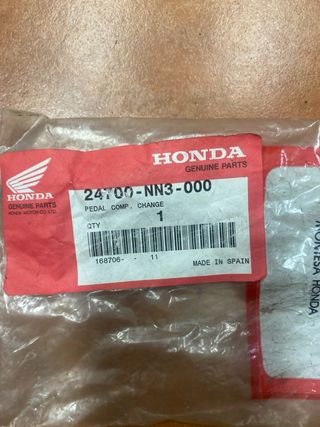 HONDA
GENUINE PARTS
HONDA
GENUINE PARTS
HONDA MOTOR CO.,LTD.
24700-NN3-000
PEDAL COMP, CHANGE
QTY
1
168706- - 11
MADE IN SPAIN
HONDA